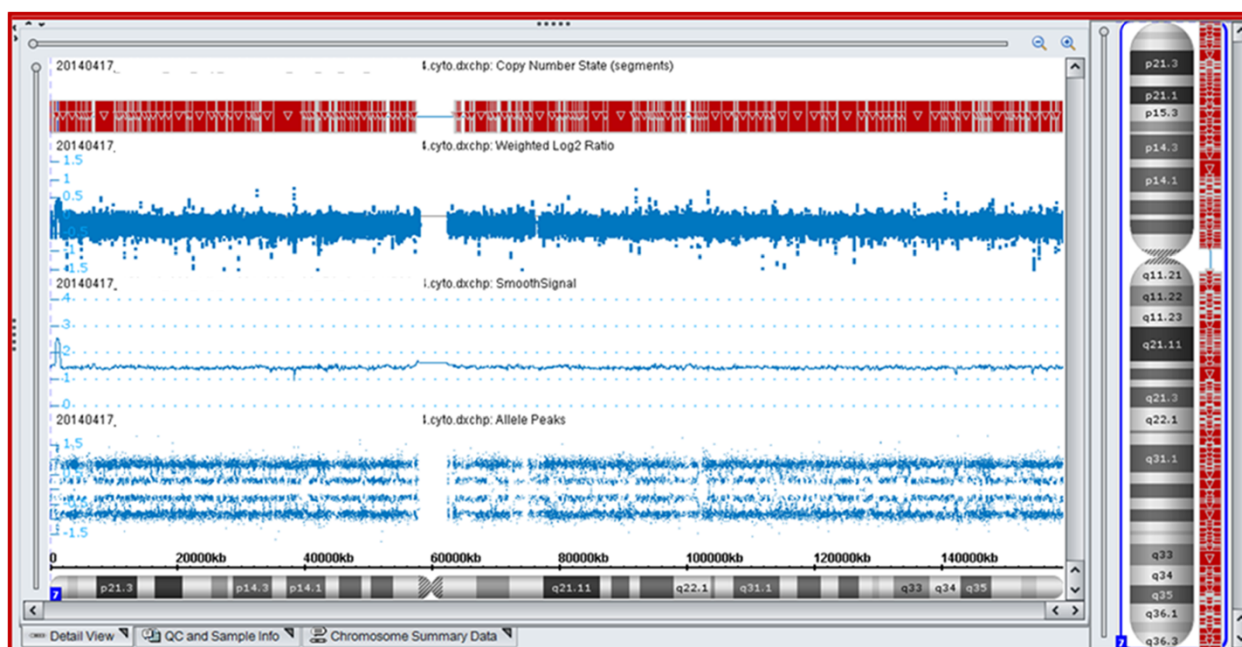 20140417_ 4.cyto.dxchp: Copy Number State (segments)
20140417_ 4.cyto.dxchp: Weighted Log2 Ratio
1.5
1
0.5
-0.5
-1
-1.5
20140417_ 4.cyto.dxchp: SmoothSignal
4
3
2
1
0
20140417_ 4.cyto.dxchp: Allele Peaks
1.5
-1.5
0 20000kb 40000kb 60000kb 80000kb 100000kb 120000kb 140000kb
7 p21.3 p14.3 p14.1 q21.11 q22.1 q31.1 q33 q34 q35
Detail View QC and Sample Info Chromosome Summary Data
p21.3
p21.1
p15.3
p14.3
p14.1
q11.21
q11.22
q11.23
q21.11
q21.3
q22.1
q31.1
q33
q34
q35
q36.1
q36.3
7